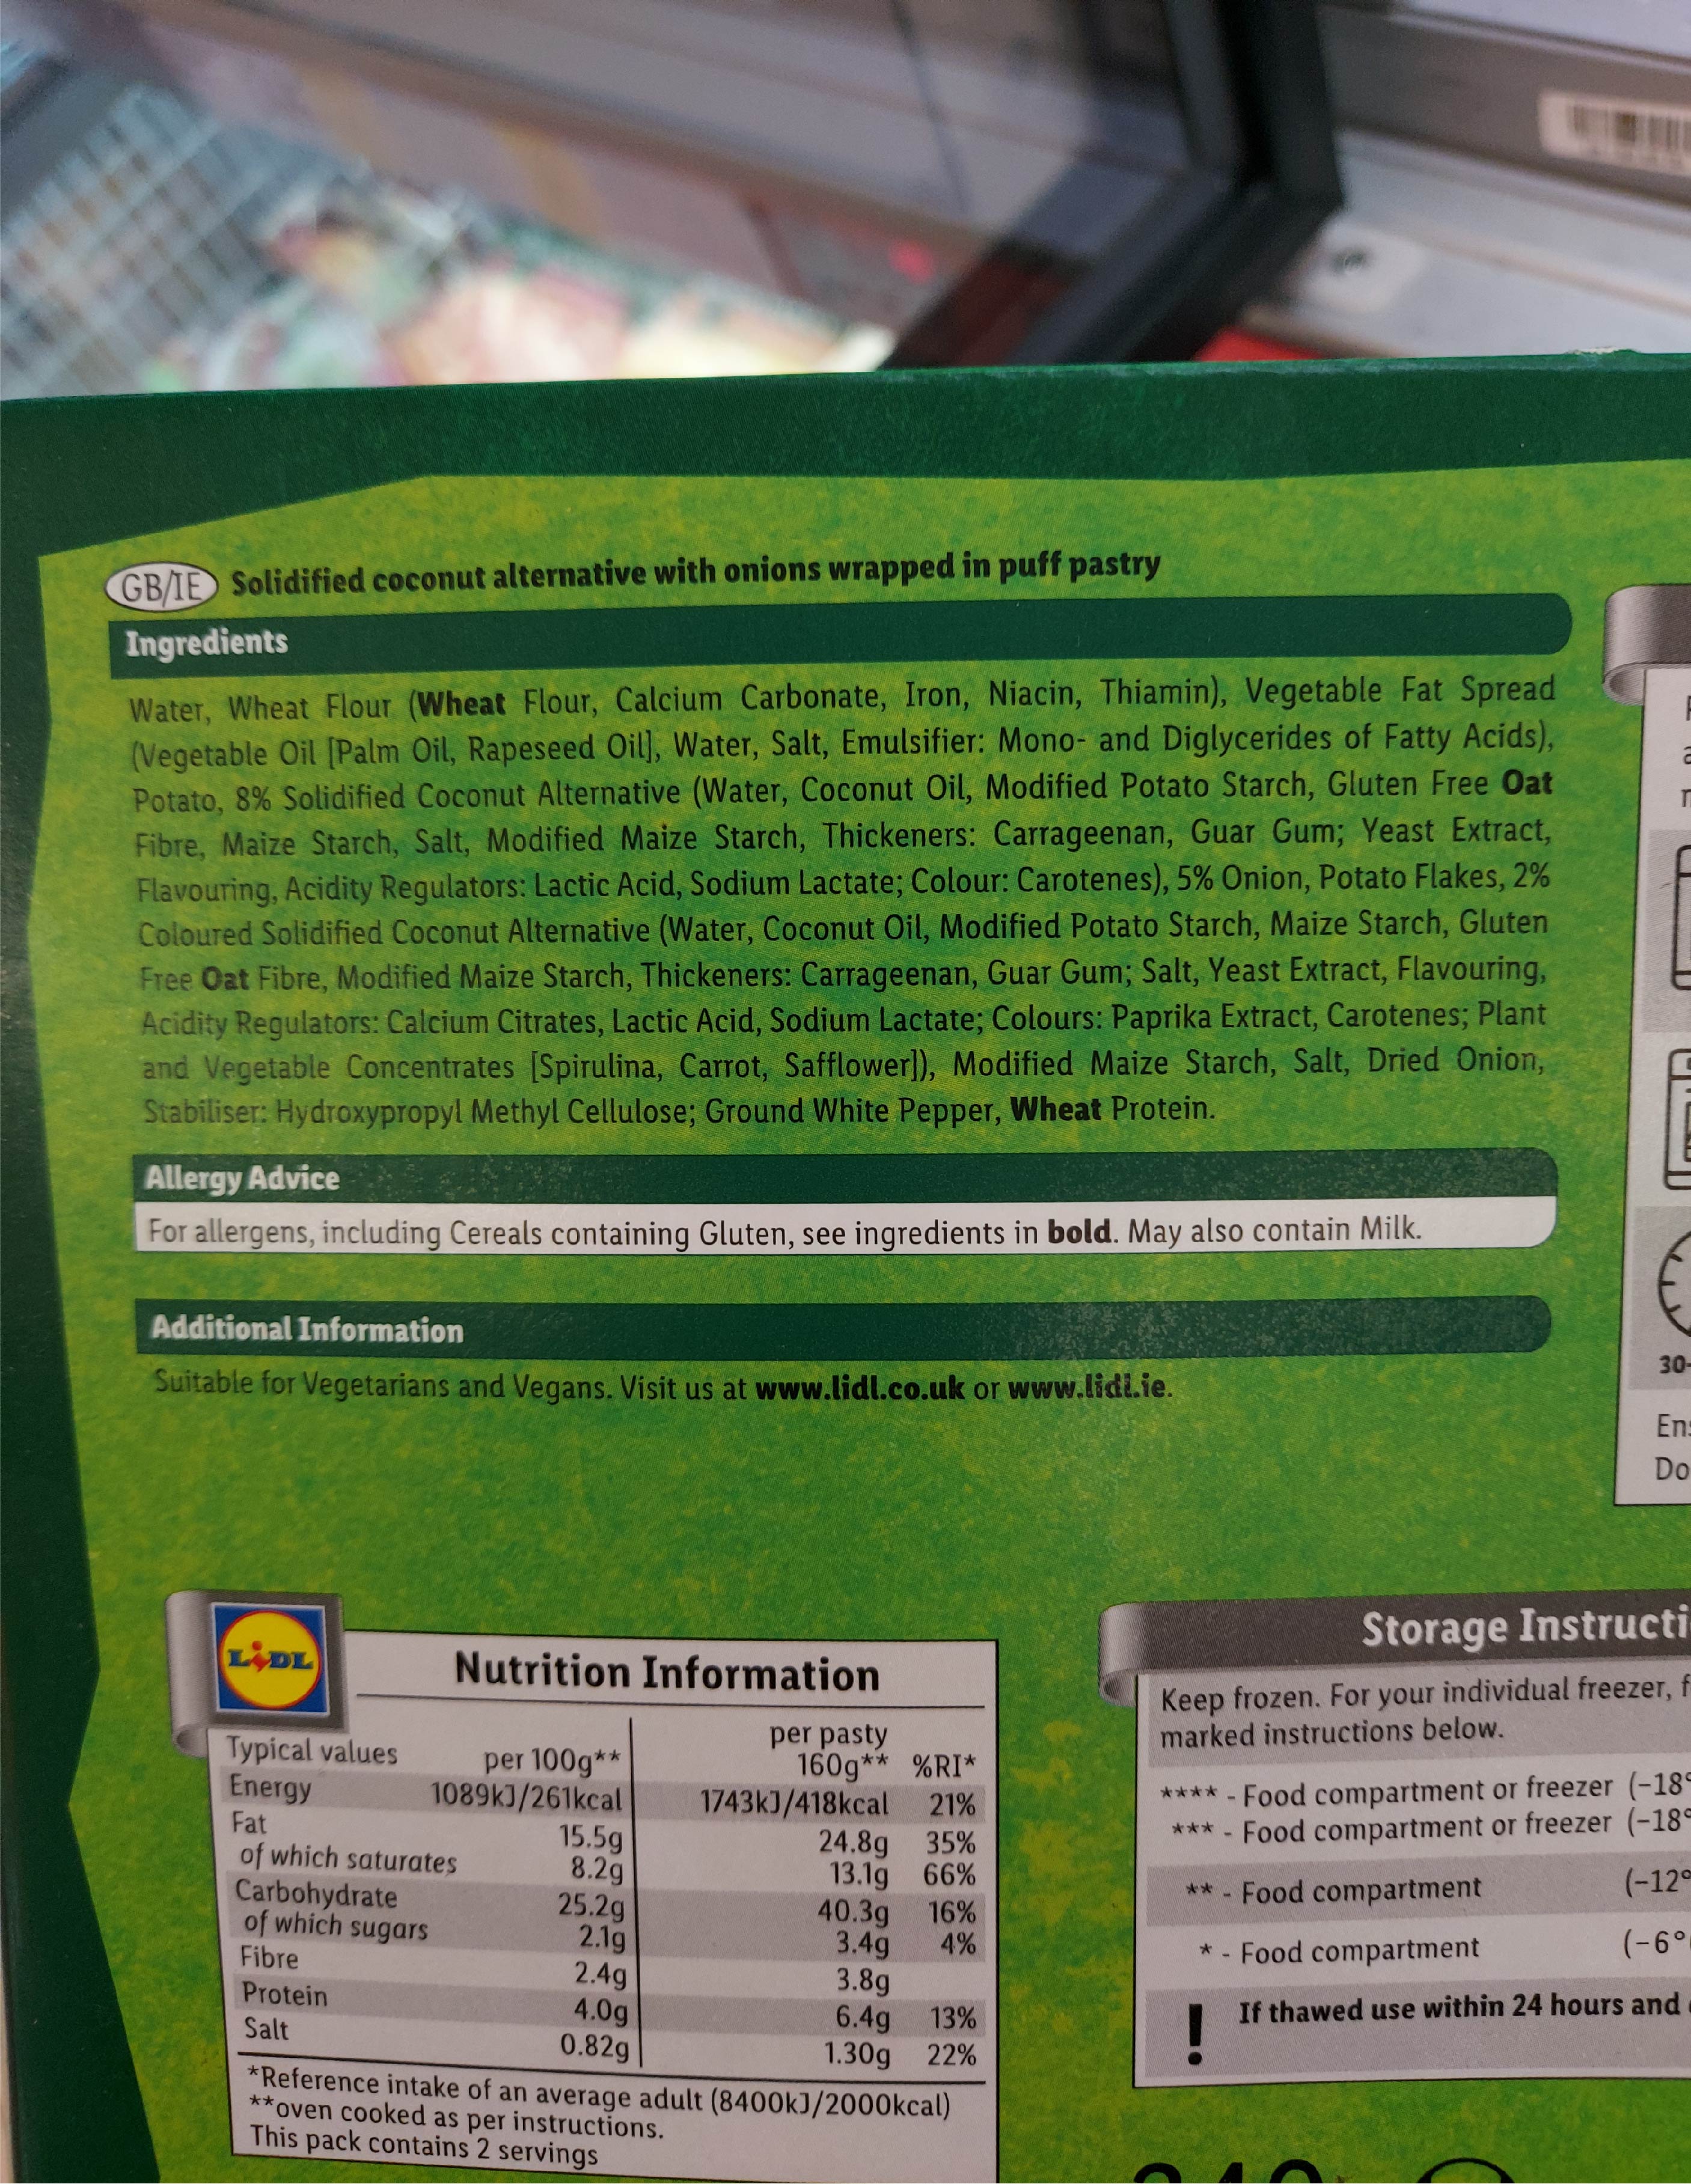 GB/IE Solidified coconut alternative with onions wrapped in puff pastry
Ingredients
Water, Wheat Flour (Wheat Flour, Calcium Carbonate, Iron, Niacin, Thiamin), Vegetable Fat Spread
(Vegetable Oil [Palm Oil, Rapeseed Oil], Water, Salt, Emulsifier: Mono- and Diglycerides of Fatty Acids),
Potato, 8% Solidified Coconut Alternative (Water, Coconut Oil, Modified Potato Starch, Gluten Free Oat
Fibre, Maize Starch, Salt, Modified Maize Starch, Thickeners: Carrageenan, Guar Gum; Yeast Extract,
Flavouring, Acidity Regulators: Lactic Acid, Sodium Lactate; Colour: Carotenes), 5% Onion, Potato Flakes, 2%
Coloured Solidified Coconut Alternative (Water, Coconut Oil, Modified Potato Starch, Maize Starch, Gluten
Free Oat Fibre, Modified Maize Starch, Thickeners: Carrageenan, Guar Gum; Salt, Yeast Extract, Flavouring,
Acidity Regulators: Calcium Citrates, Lactic Acid, Sodium Lactate; Colours: Paprika Extract, Carotenes; Plant
and Vegetable Concentrates [Spirulina, Carrot, Safflower]), Modified Maize Starch, Salt, Dried Onion,
Stabiliser: Hydroxypropyl Methyl Cellulose; Ground White Pepper, Wheat Protein.
Allergy Advice
For allergens, including Cereals containing Gluten, see ingredients in bold. May also contain Milk.
Additional Information
Suitable for Vegetarians and Vegans. Visit us at www.lidl.co.uk or www.lidl.ie.
30-
Do
LiDL
Nutrition Information
Typical values per 100g** per pasty 160g** %RI*
Energy 1089kJ/261kcal 1743kJ/418kcal 21%
Fat 15.5g 24.8g 35%
of which saturates 8.2g 13.1g 66%
Carbohydrate 25.2g 40.3g 16%
of which sugars 2.1g 3.4g 4%
Fibre 2.4g 3.8g
Protein 4.0g 6.4g 13%
Salt 0.82g 1.30g 22%
*Reference intake of an average adult (8400kJ/2000kcal)
**oven cooked as per instructions.
This pack contains 2 servings
Storage Instructi
Keep frozen. For your individual freezer, f
marked instructions below.
**** - Food compartment or freezer (-18°
*** - Food compartment or freezer (-18°
** - Food compartment (-12°
* - Food compartment (-6°
! If thawed use within 24 hours and